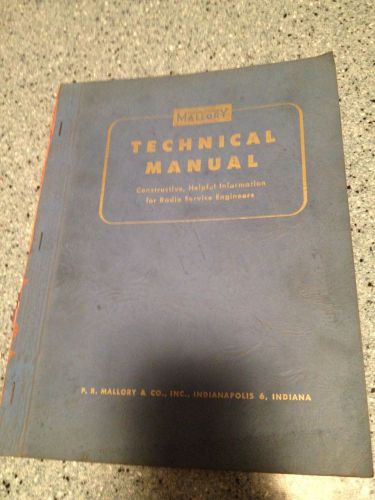 MALLORY
TECHNICAL
MANUAL
Constructive, Helpful Information
for Radio Service Engineers
P. R. MALLORY & CO., INC., INDIANAPOLIS 6, INDIANA